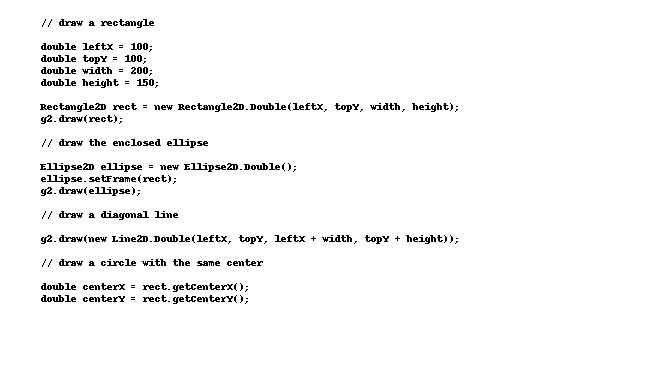 // draw a rectangle
double leftX = 100;
double topY = 100;
double width = 200;
double height = 150;
Rectangle2D rect = new Rectangle2D.Double(leftX, topY, width, height);
g2.draw(rect);
// draw the enclosed ellipse
Ellipse2D ellipse = new Ellipse2D.Double();
ellipse.setFrame(rect);
g2.draw(ellipse);
// draw a diagonal line
g2.draw(new Line2D.Double(leftX, topY, leftX + width, topY + height));
// draw a circle with the same center
double centerX = rect.getCenterX();
double centerY = rect.getCenterY();